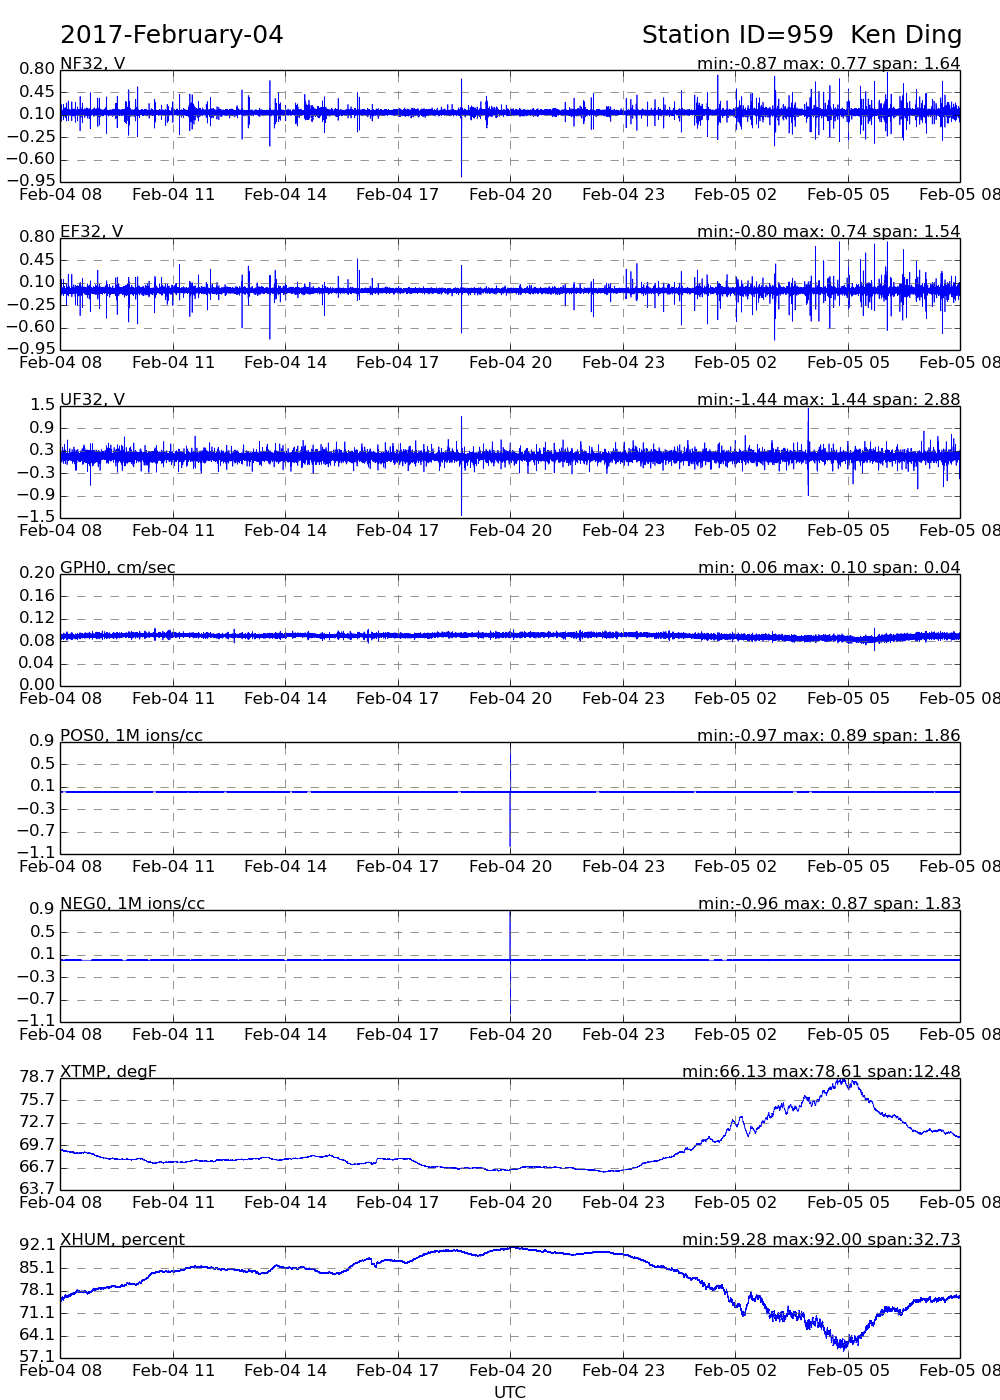 2017-February-04 Station ID=959 Ken Ding
NF32, V min:-0.87 max: 0.77 span: 1.64
0.80
0.45
0.10
−0.25
−0.60
−0.95
Feb-04 08 Feb-04 11 Feb-04 14 Feb-04 17 Feb-04 20 Feb-04 23 Feb-05 02 Feb-05 05 Feb-05 08
EF32, V min:-0.80 max: 0.74 span: 1.54
0.80
0.45
0.10
−0.25
−0.60
−0.95
Feb-04 08 Feb-04 11 Feb-04 14 Feb-04 17 Feb-04 20 Feb-04 23 Feb-05 02 Feb-05 05 Feb-05 08
UF32, V min:-1.44 max: 1.44 span: 2.88
1.5
0.9
0.3
−0.3
−0.9
−1.5
Feb-04 08 Feb-04 11 Feb-04 14 Feb-04 17 Feb-04 20 Feb-04 23 Feb-05 02 Feb-05 05 Feb-05 08
GPH0, cm/sec min: 0.06 max: 0.10 span: 0.04
0.20
0.16
0.12
0.08
0.04
0.00
Feb-04 08 Feb-04 11 Feb-04 14 Feb-04 17 Feb-04 20 Feb-04 23 Feb-05 02 Feb-05 05 Feb-05 08
POS0, 1M ions/cc min:-0.97 max: 0.89 span: 1.86
0.9
0.5
0.1
−0.3
−0.7
−1.1
Feb-04 08 Feb-04 11 Feb-04 14 Feb-04 17 Feb-04 20 Feb-04 23 Feb-05 02 Feb-05 05 Feb-05 08
NEG0, 1M ions/cc min:-0.96 max: 0.87 span: 1.83
0.9
0.5
0.1
−0.3
−0.7
−1.1
Feb-04 08 Feb-04 11 Feb-04 14 Feb-04 17 Feb-04 20 Feb-04 23 Feb-05 02 Feb-05 05 Feb-05 08
XTMP, degF min:66.13 max:78.61 span:12.48
78.7
75.7
72.7
69.7
66.7
63.7
Feb-04 08 Feb-04 11 Feb-04 14 Feb-04 17 Feb-04 20 Feb-04 23 Feb-05 02 Feb-05 05 Feb-05 08
XHUM, percent min:59.28 max:92.00 span:32.73
92.1
85.1
78.1
71.1
64.1
57.1
Feb-04 08 Feb-04 11 Feb-04 14 Feb-04 17 Feb-04 20 Feb-04 23 Feb-05 02 Feb-05 05 Feb-05 08
UTC